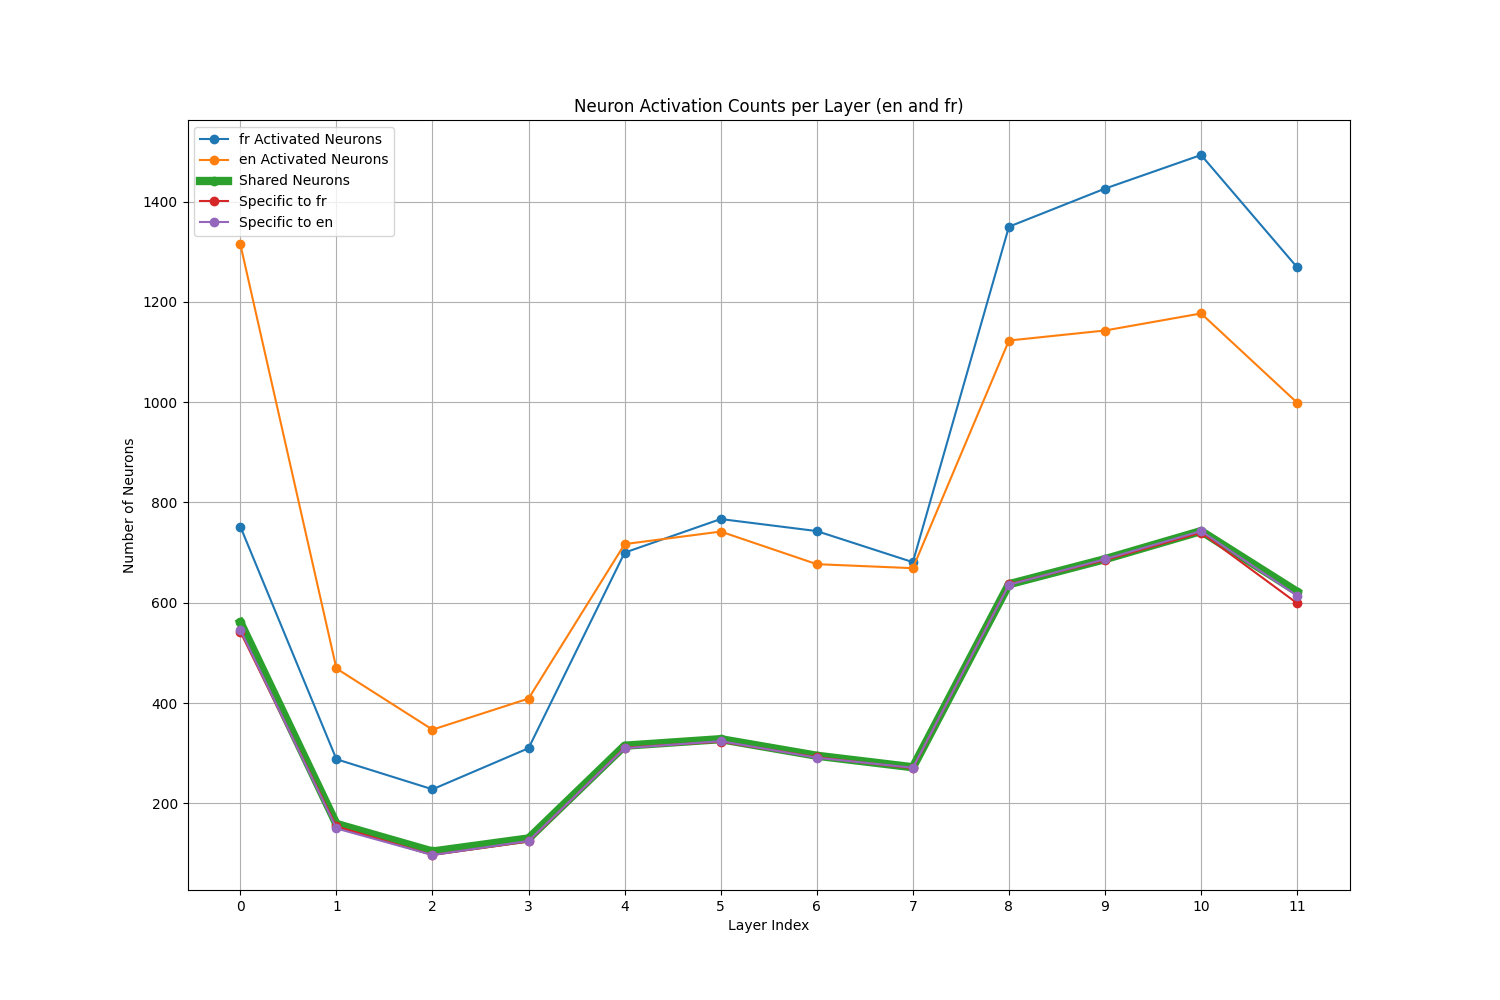 Neuron Activation Counts per Layer (en and fr)
fr Activated Neurons
en Activated Neurons
Shared Neurons
Specific to fr
Specific to en
1400
1200
1000
800
600
400
200
Number of Neurons
0 1 2 3 4 5 6 7 8 9 10 11
Layer Index